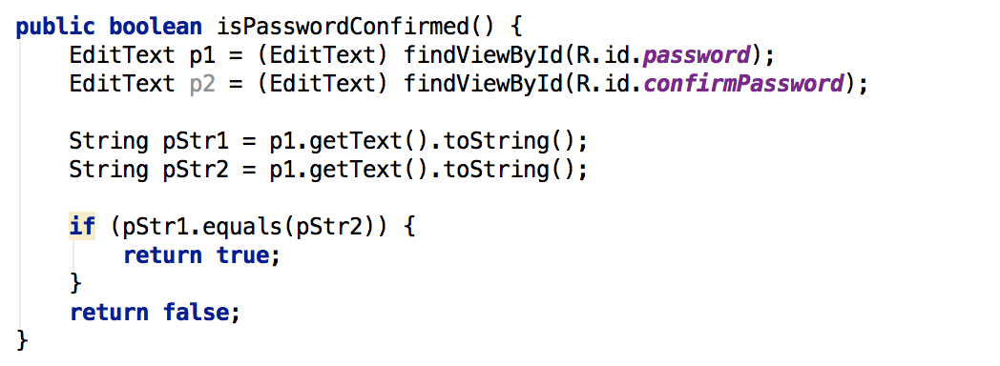 public boolean isPasswordConfirmed() {
    EditText p1 = (EditText) findViewById(R.id.password);
    EditText p2 = (EditText) findViewById(R.id.confirmPassword);

    String pStr1 = p1.getText().toString();
    String pStr2 = p1.getText().toString();

    if (pStr1.equals(pStr2)) {
        return true;
    }
    return false;
}